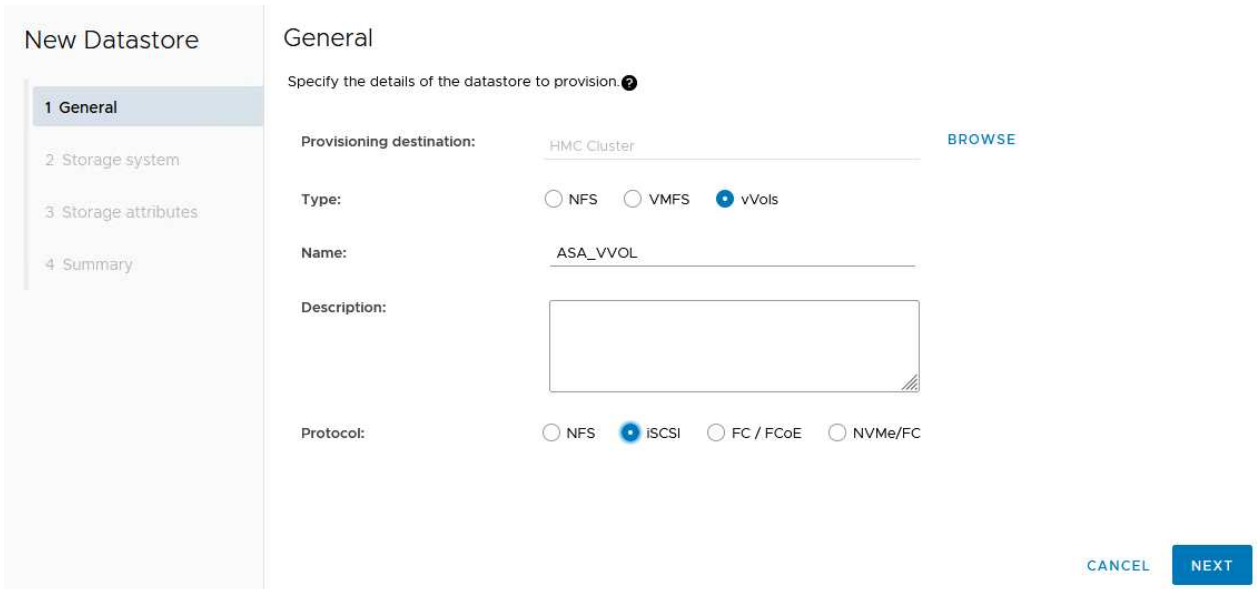 New Datastore
1 General
2 Storage system
3 Storage attributes
4 Summary
General
Specify the details of the datastore to provision.?
Provisioning destination: HMC Cluster BROWSE
Type: NFS VMFS vVols
Name: ASA_VVOL
Description:
Protocol: NFS iSCSI FC / FCoE NVMe/FC
CANCEL NEXT